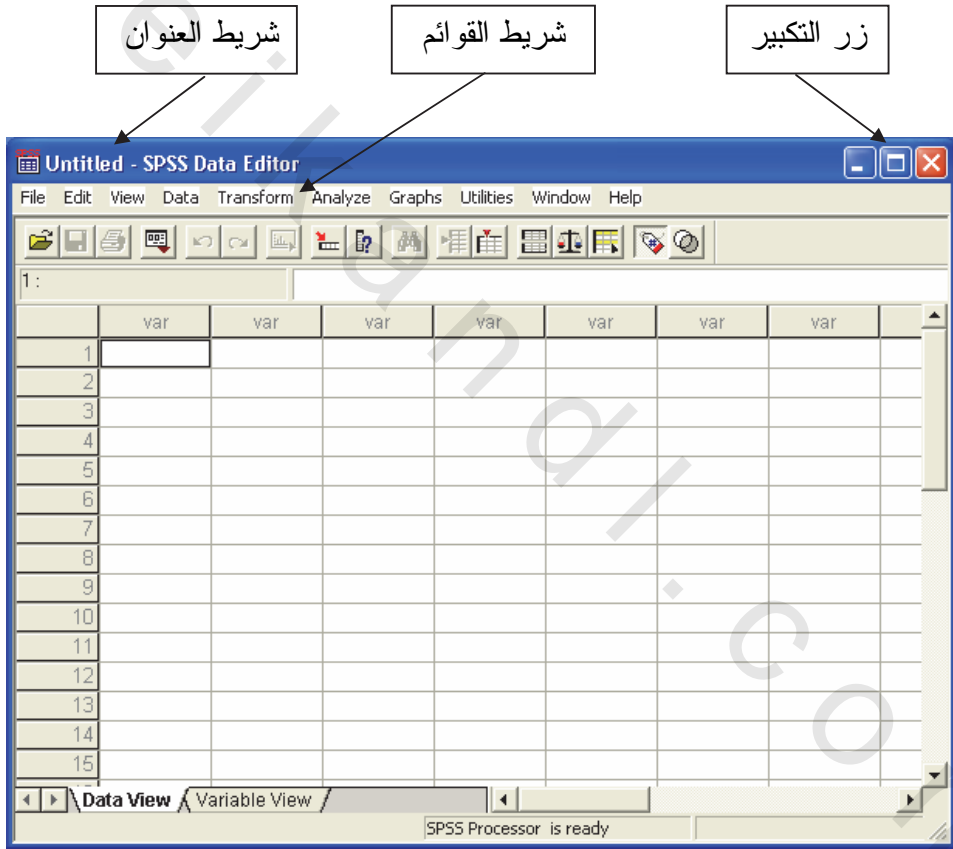 زر التكبير شريط القوائم شريط العنوان
Untitled - SPSS Data Editor
File Edit View Data Transform Analyze Graphs Utilities Window Help
1 :
var var var var var var var
1
2
3
4
5
6
7
8
9
10
11
12
13
14
15
Data View Variable View
SPSS Processor is ready
eikandl.co